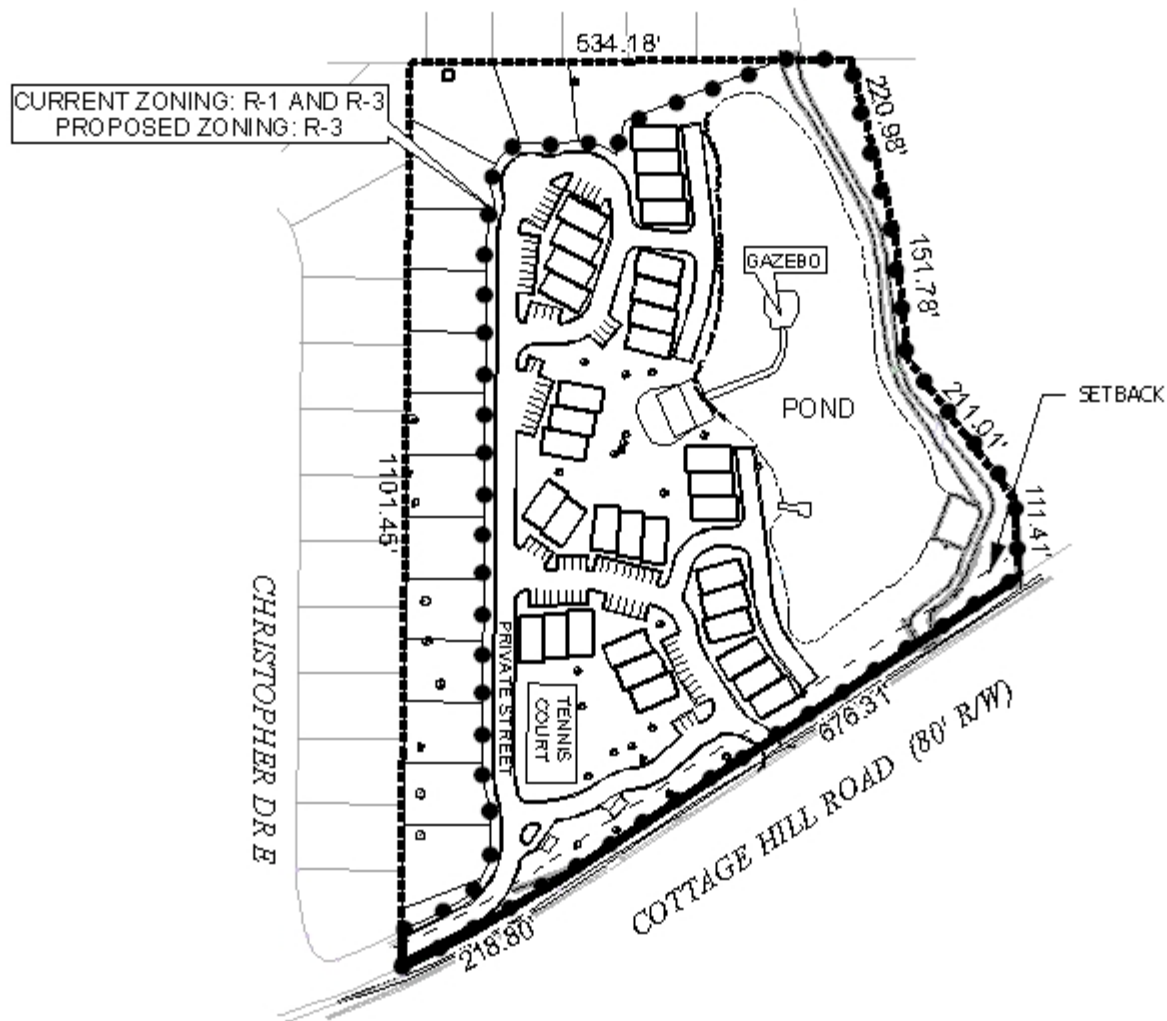 534.18'
CURRENT ZONING: R-1 AND R-3
PROPOSED ZONING: R-3
220.98'
151.78'
GAZEBO
POND
SETBACK
211.01'
111.41'
1101.45'
CHRISTOPHER DR E
PRIVATE STREET
TENNIS
COURT
676.31'
COTTAGE HILL ROAD (80' R/W)
218.80'